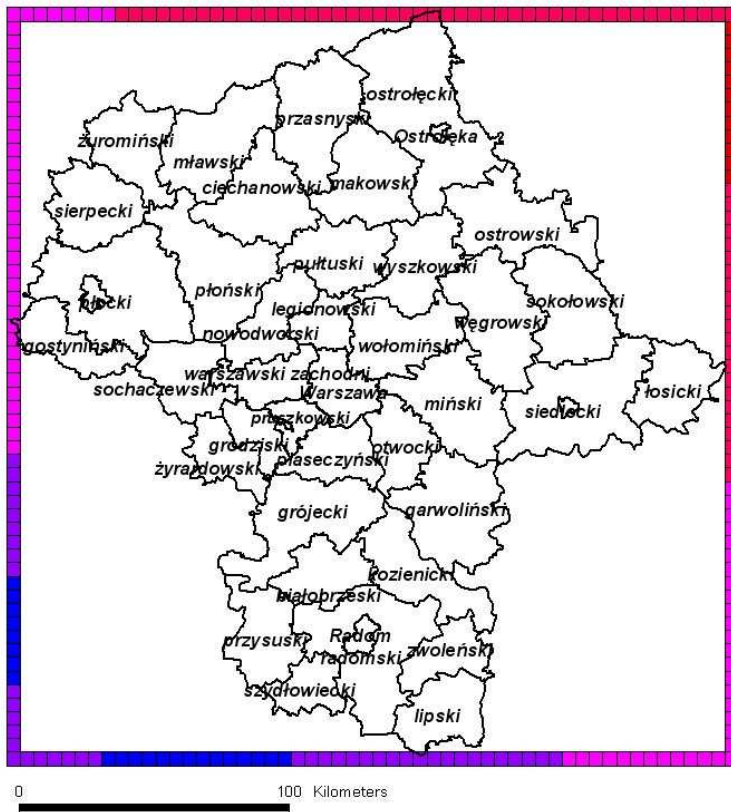 ostrołęcki
przasnyski
Ostrołęka
żuromiński
mławski
ciechanowski
makowski
sierpecki
ostrowski
pułtuski
wyszkowski
płoński
płocki
sokołowski
legionowski
węgrowski
nowodworski
gostyniński
wołomiński
warszawski zachodni
sochaczewski
Warszawa
łosicki
miński
siedlecki
pruszkowski
grodziski
otwocki
piaseczyński
żyrardowski
grójecki
garwoliński
kozienicki
białobrzeski
Radom
przysuski
zwoleński
radomski
szydłowiecki
lipski
0 100 Kilometers